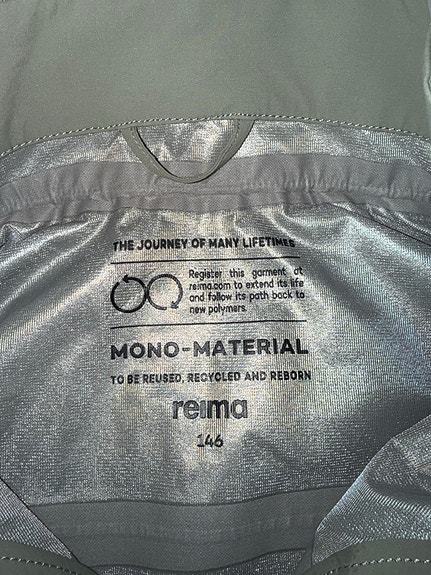 THE JOURNEY OF MANY LIFETIMES
Register this garment at
reima.com to extend its life
and follow its path back to
new polymers.
MONO-MATERIAL
TO BE REUSED, RECYCLED AND REBORN
reima
146